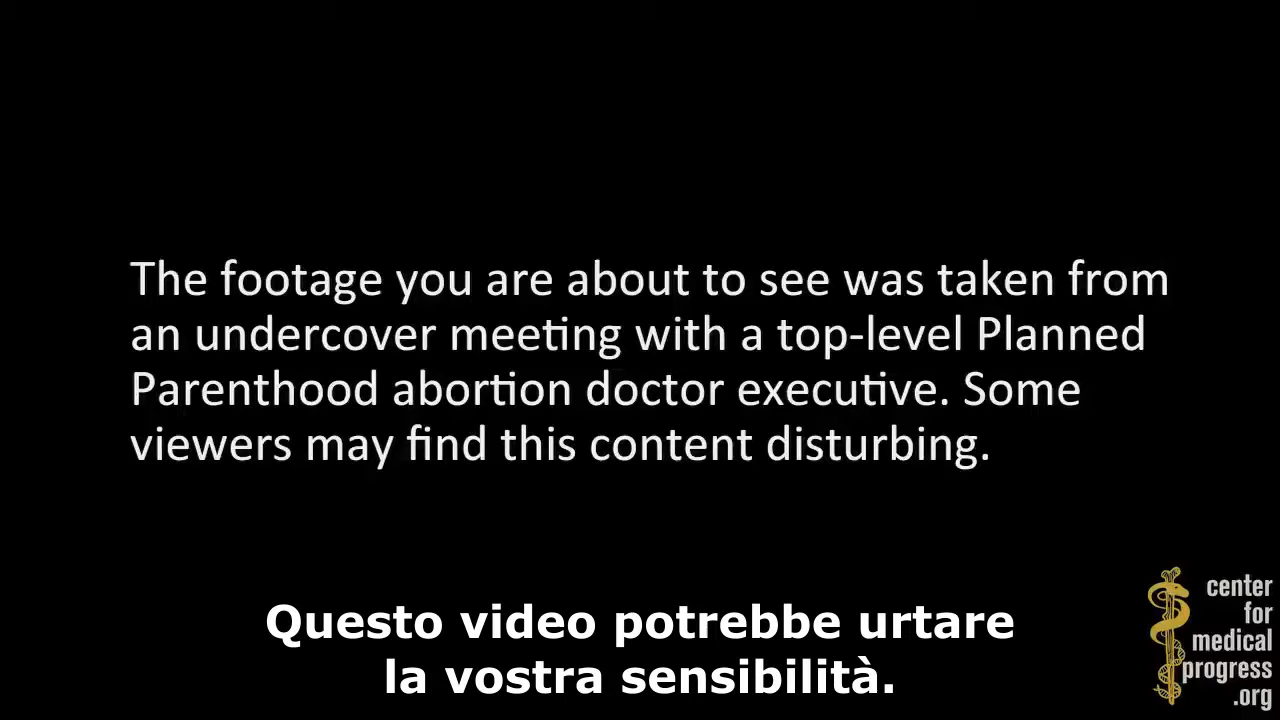 The footage you are about to see was taken from
an undercover meeting with a top-level Planned
Parenthood abortion doctor executive. Some
viewers may find this content disturbing.
Questo video potrebbe urtare
la vostra sensibilità.
center
for
medical
progress
.org